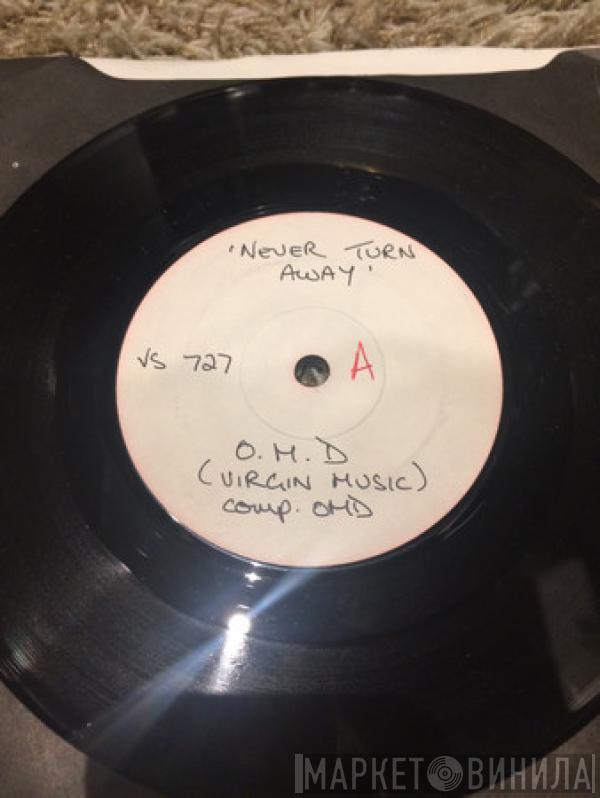 'NEVER TURN
AWAY'
VS 727
A
O.M.D
(VIRGIN MUSIC)
COMP. OMD
МАРКЕТ ВИНИЛА